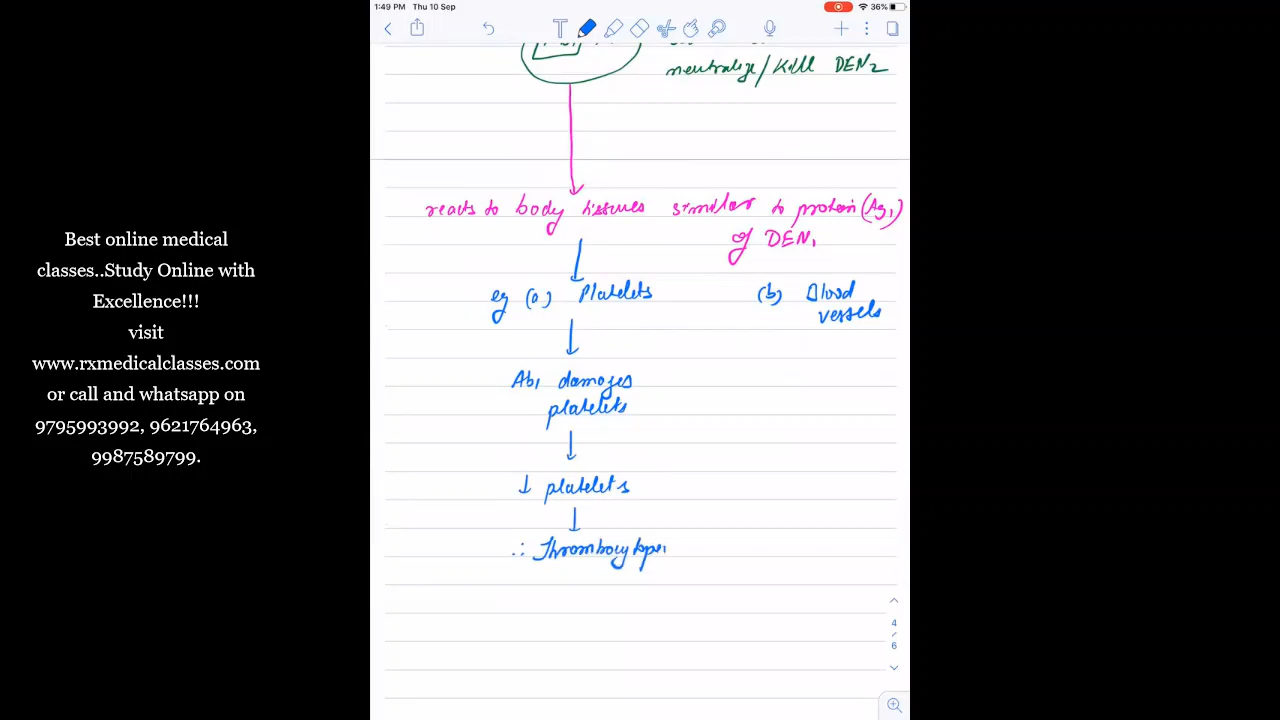 1:49 PM Thu 10 Sep
36%
neutralize/Kill DEN2
reacts to body tissues similar to protein (Ag1)
of DEN1
eg (a) Platelets (b) Blood
vessels
Ab1 damages
platelets
↓ platelets
∴ Thrombocytope
4
6
Best online medical
classes..Study Online with
Excellence!!!
visit
www.rxmedicalclasses.com
or call and whatsapp on
9795993992, 9621764963,
9987589799.